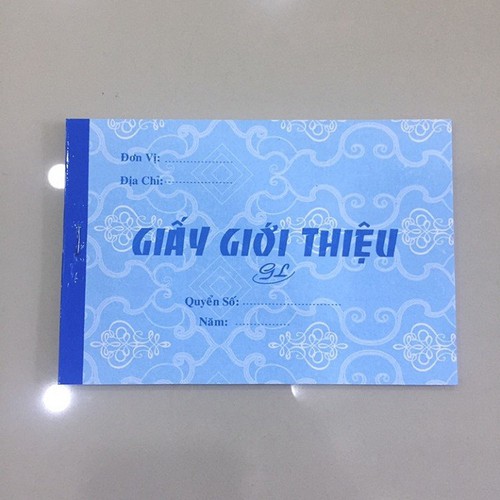 Đơn Vị: ...................
Địa Chỉ: ..................
GIẤY GIỚI THIỆU
GL
Quyển Số: ...........................
Năm: ...............